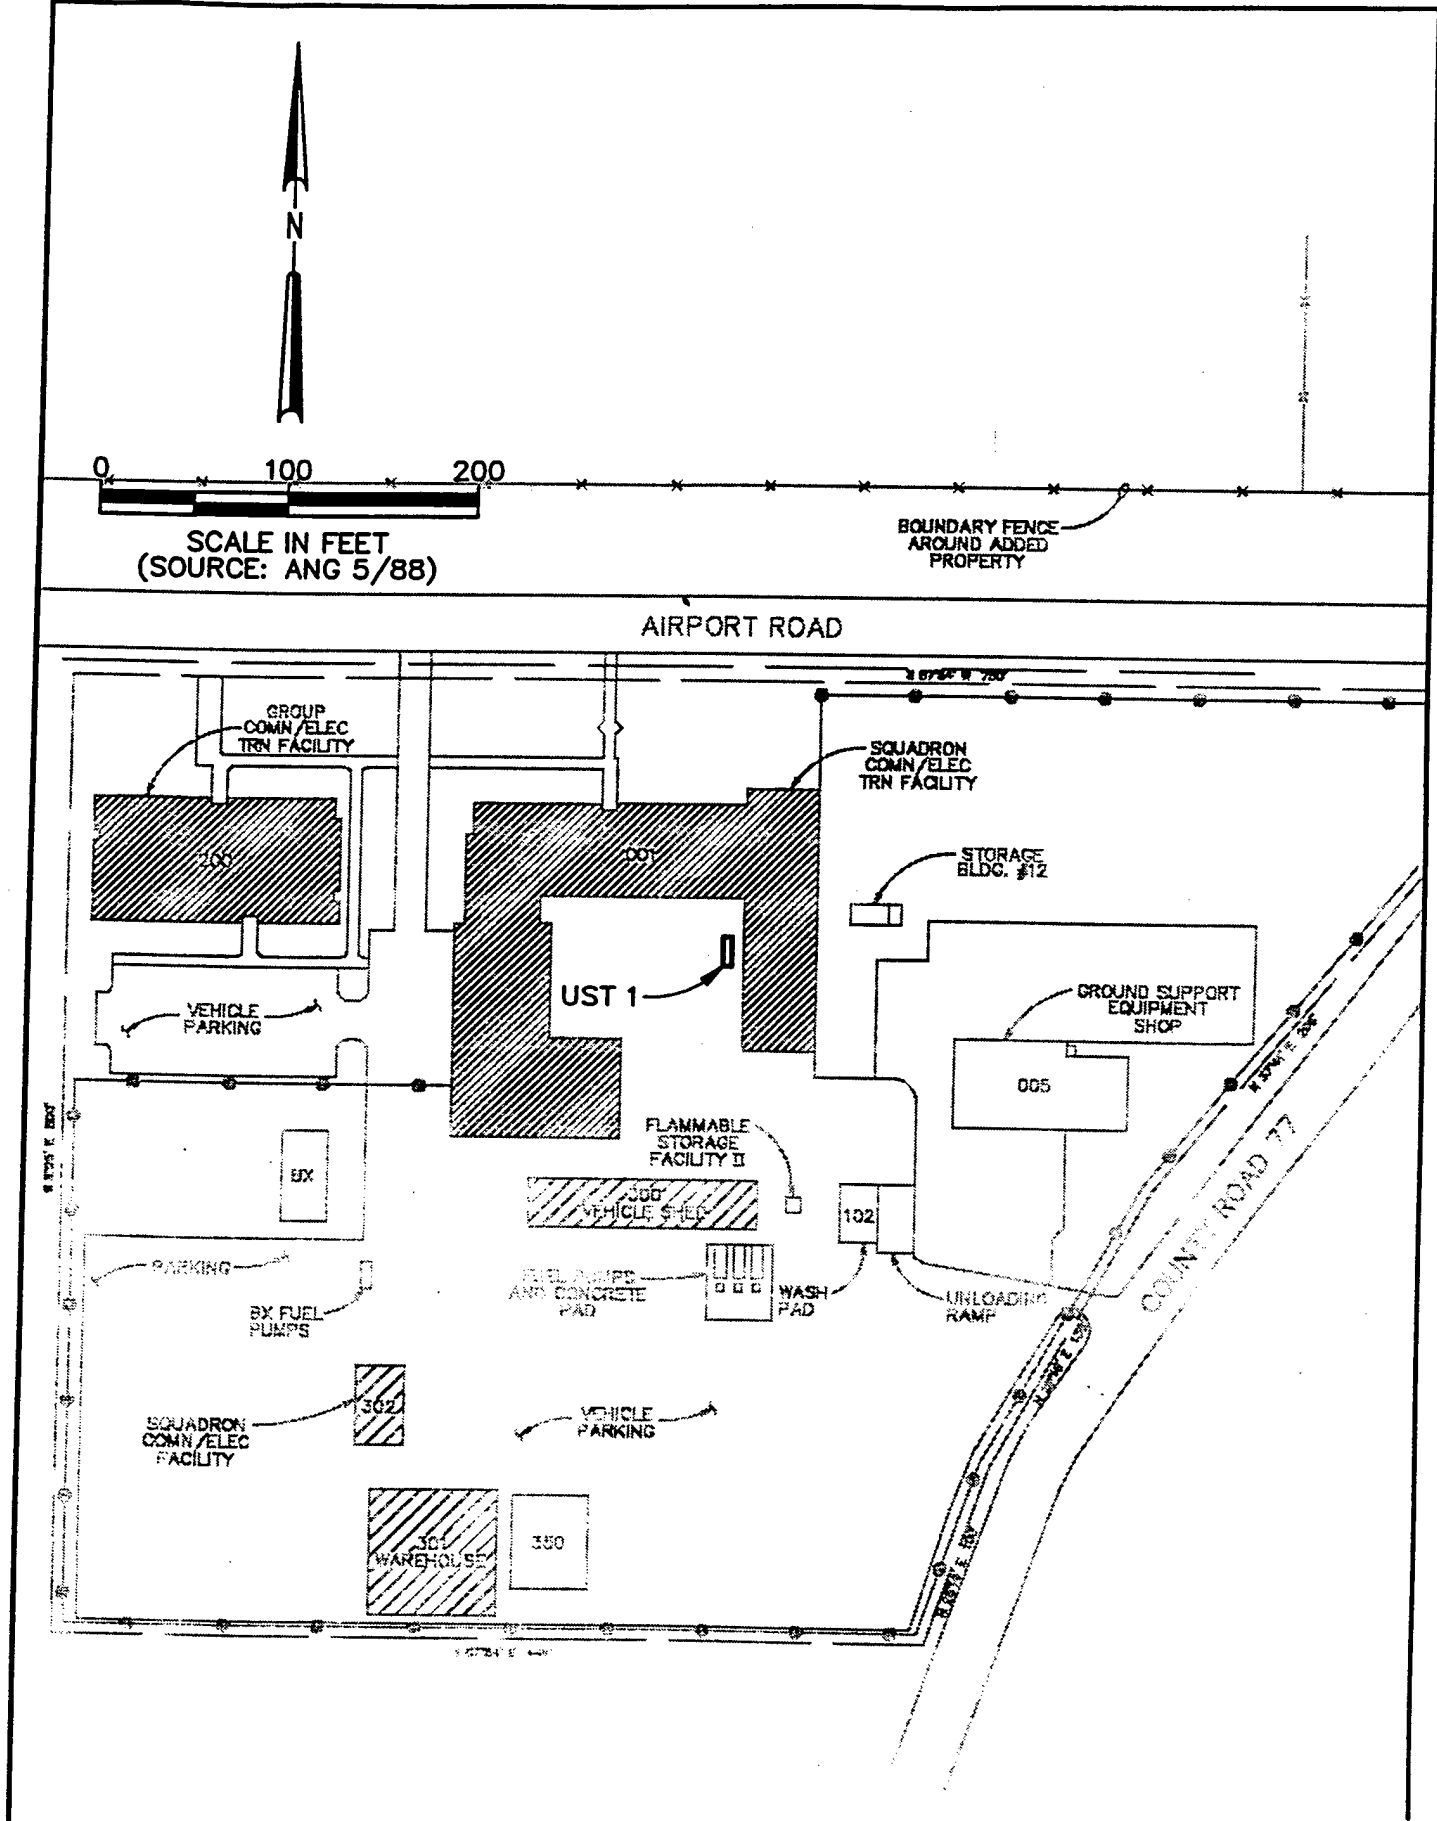 N
0 100 200
SCALE IN FEET
(SOURCE: ANG 5/88)
BOUNDARY FENCE
AROUND ADDED
PROPERTY
AIRPORT ROAD
GROUP
COMN/ELEC
TRN FACILITY
SQUADRON
COMN/ELEC
TRN FACILITY
200
001
STORAGE
BLDG. #12
UST 1
VEHICLE
PARKING
GROUND SUPPORT
EQUIPMENT
SHOP
005
FLAMMABLE
STORAGE
FACILITY II
BX
300
VEHICLE SHED
102
COUNTY ROAD 77
PARKING
BX FUEL
PUMPS
FUEL PUMPS
AND CONCRETE
PAD
WASH
PAD
UNLOADING
RAMP
302
SQUADRON
COMN/ELEC
FACILITY
VEHICLE
PARKING
301
WAREHOUSE
350